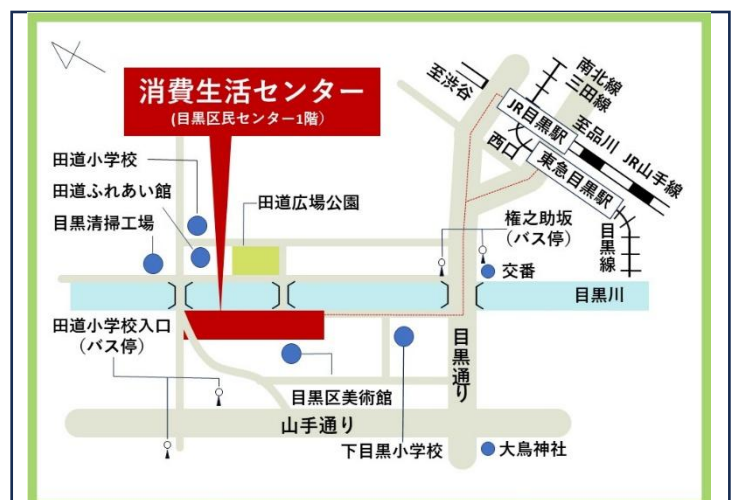 消費生活センター
(目黒区民センター1階)
田道小学校
田道ふれあい館
目黒清掃工場
田道広場公園
至渋谷
南北線
三田線
JR目黒駅
至品川
JR山手線
西口
東急目黒駅
目黒線
権之助坂
(バス停)
交番
目黒川
田道小学校入口
(バス停)
目黒区美術館
目黒通り
山手通り
下目黒小学校
大鳥神社